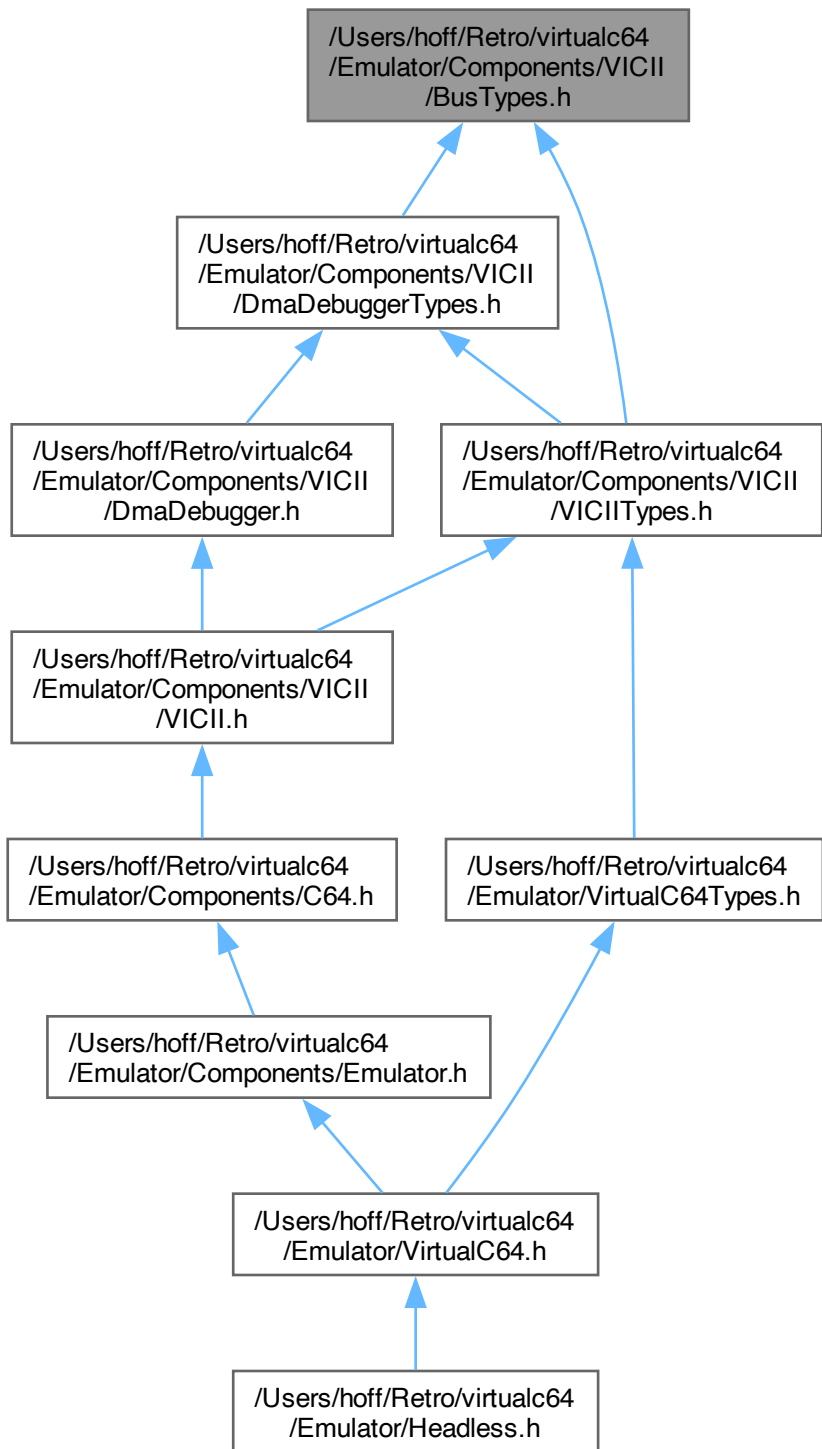 /Users/hoff/Retro/virtualc64
/Emulator/Components/VICII
/BusTypes.h
/Users/hoff/Retro/virtualc64
/Emulator/Components/VICII
/DmaDebuggerTypes.h
/Users/hoff/Retro/virtualc64
/Emulator/Components/VICII
/DmaDebugger.h
/Users/hoff/Retro/virtualc64
/Emulator/Components/VICII
/VICIITypes.h
/Users/hoff/Retro/virtualc64
/Emulator/Components/VICII
/VICII.h
/Users/hoff/Retro/virtualc64
/Emulator/Components/C64.h
/Users/hoff/Retro/virtualc64
/Emulator/VirtualC64Types.h
/Users/hoff/Retro/virtualc64
/Emulator/Components/Emulator.h
/Users/hoff/Retro/virtualc64
/Emulator/VirtualC64.h
/Users/hoff/Retro/virtualc64
/Emulator/Headless.h